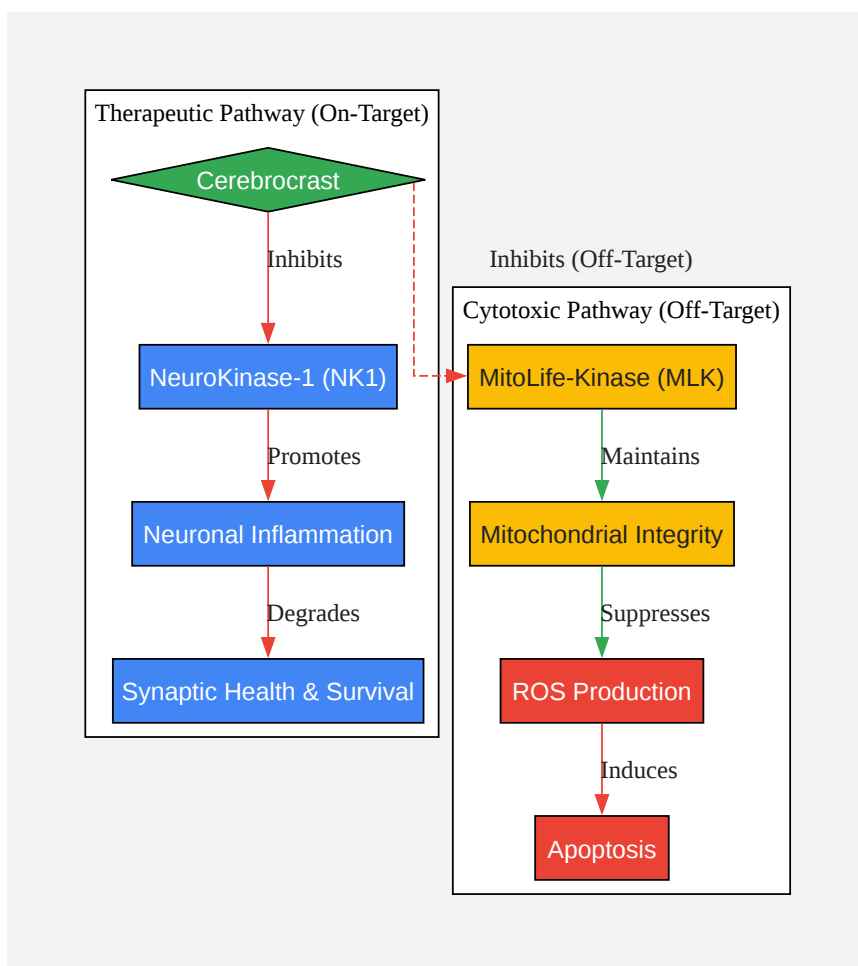 Therapeutic Pathway (On-Target)
Cerebrocrast
Inhibits
NeuroKinase-1 (NK1)
Promotes
Neuronal Inflammation
Degrades
Synaptic Health & Survival
Inhibits (Off-Target)
Cytotoxic Pathway (Off-Target)
MitoLife-Kinase (MLK)
Maintains
Mitochondrial Integrity
Suppresses
ROS Production
Induces
Apoptosis